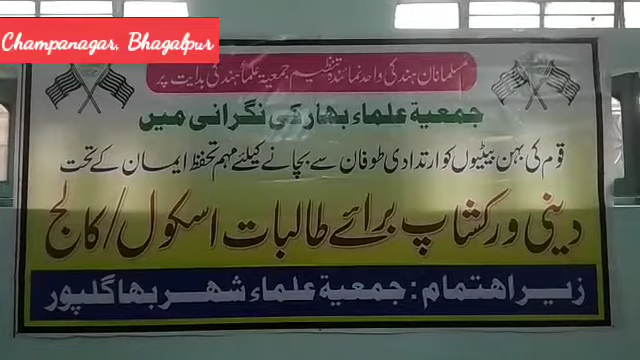 Champanagar, Bhagalpur
مسلمانان ہند کی واحد نمائندہ تنظیم جمعیۃ علماء ہند کی ہدایت پر
جمعیۃ علماء بہار کی نگرانی میں
قوم کی بہن بیٹیوں کو ارتدادی طوفان سے بچانے کیلئے مہم تحفظ ایمان کے تحت
دینی ورکشاپ برائے طالبات اسکول/کالج
زیر اہتمام: جمعیۃ علماء شہر بھاگلپور